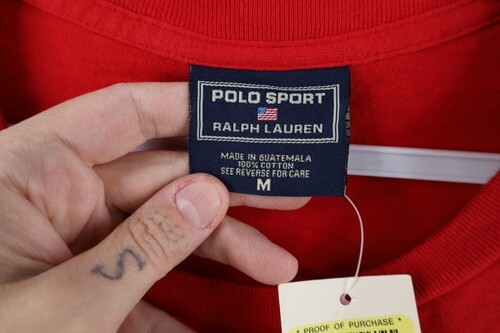 POLO SPORT
RALPH LAUREN
MADE IN GUATEMALA
100% COTTON
SEE REVERSE FOR CARE
M
* PROOF OF PURCHASE *